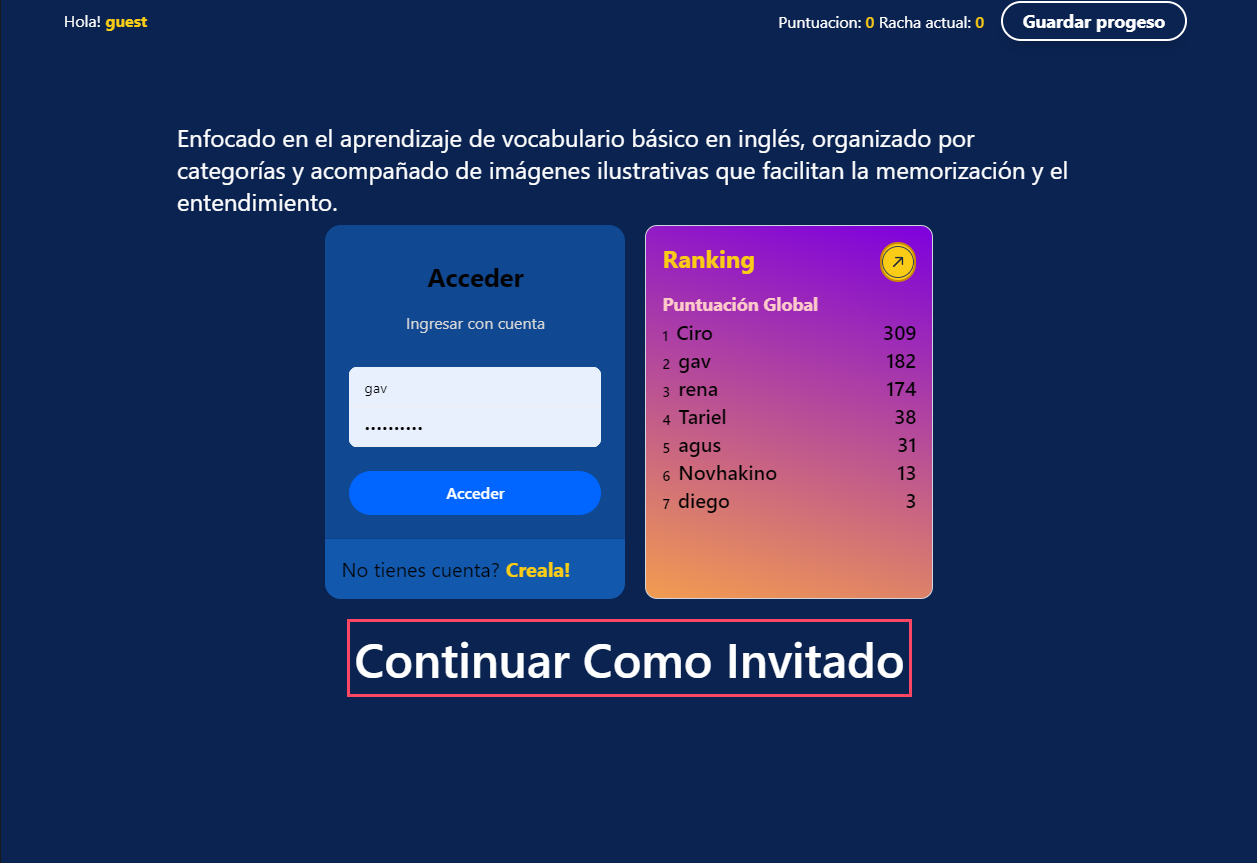 Hola! guest
Puntuacion: 0 Racha actual: 0
Guardar progeso
Enfocado en el aprendizaje de vocabulario básico en inglés, organizado por
categorías y acompañado de imágenes ilustrativas que facilitan la memorización y el
entendimiento.
Acceder
Ingresar con cuenta
gav
••••••••••
Acceder
No tienes cuenta? Creala!
Ranking
Puntuación Global
1 Ciro 309
2 gav 182
3 rena 174
4 Tariel 38
5 agus 31
6 Novhakino 13
7 diego 3
Continuar Como Invitado